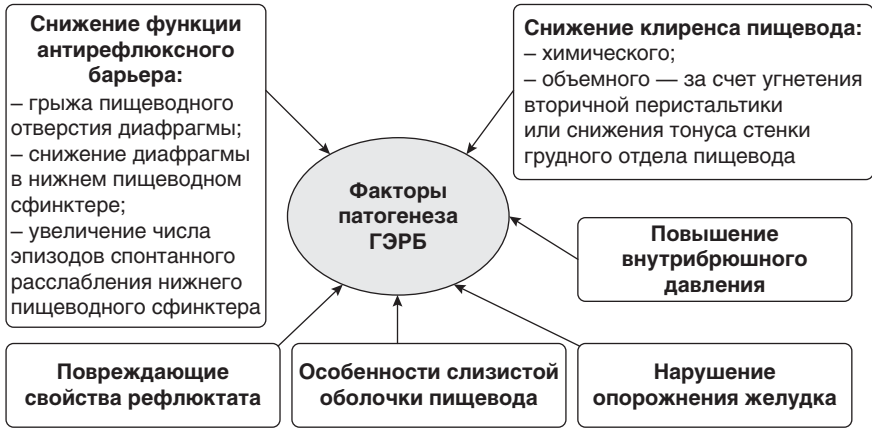 Снижение функции
антирефлюксного
барьера:
– грыжа пищеводного
отверстия диафрагмы;
– снижение диафрагмы
в нижнем пищеводном
сфинктере;
– увеличение числа
эпизодов спонтанного
расслабления нижнего
пищеводного сфинктера
Снижение клиренса пищевода:
– химического;
– объемного — за счет угнетения
вторичной перистальтики
или снижения тонуса стенки
грудного отдела пищевода
Факторы
патогенеза
ГЭРБ
Повышение
внутрибрюшного
давления
Повреждающие
свойства рефлюктата
Особенности слизистой
оболочки пищевода
Нарушение
опорожнения желудка